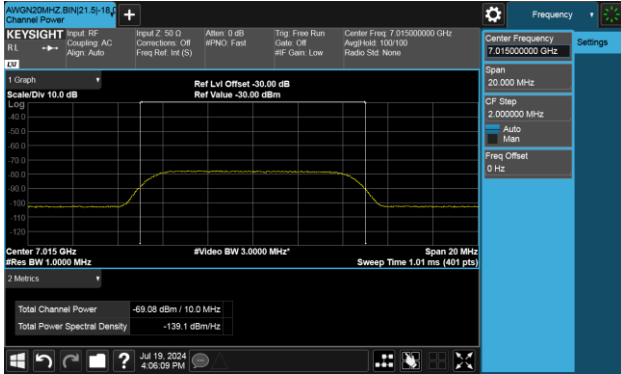 AWGN20MHZ.BIN|21.5|-18.
Channel Power
Frequency
KEYSIGHT
RL
LXI
Input: RF
Coupling: AC
Align: Auto
Input Z: 50 Ω
Corrections: Off
Freq Ref: Int (S)
Atten: 0 dB
#PNO: Fast
Trig: Free Run
Gate: Off
#IF Gain: Low
Center Freq: 7.015000000 GHz
Avg|Hold: 100/100
Radio Std: None
Center Frequency
7.015000000 GHz
Settings
Span
20.000 MHz
CF Step
2.000000 MHz
Auto
Man
Freq Offset
0 Hz
1 Graph
Scale/Div 10.0 dB
Ref Lvl Offset -30.00 dB
Ref Value -30.00 dBm
Log
-40.0
-50.0
-60.0
-70.0
-80.0
-90.0
-100
-110
-120
Center 7.015 GHz
#Res BW 1.0000 MHz
#Video BW 3.0000 MHz*
Span 20 MHz
Sweep Time 1.01 ms (401 pts)
2 Metrics
Total Channel Power -69.08 dBm / 10.0 MHz
Total Power Spectral Density -139.1 dBm/Hz
Jul 19, 2024
4:06:09 PM